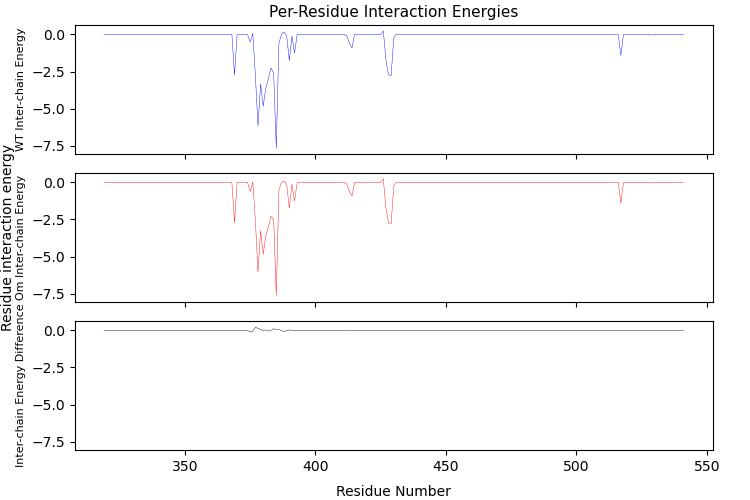 Per-Residue Interaction Energies
Residue interaction energy
WT Inter-chain Energy
0.0
−2.5
−5.0
−7.5
Om Inter-chain Energy
0.0
−2.5
−5.0
−7.5
Inter-chain Energy Difference
0.0
−2.5
−5.0
−7.5
350
400
450
500
550
Residue Number